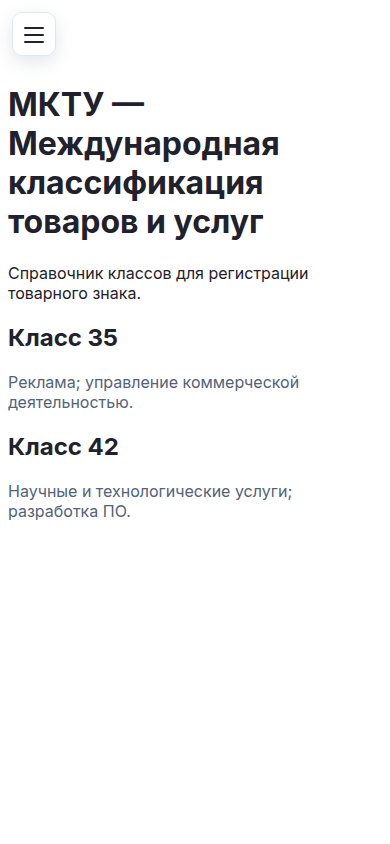 МКТУ —
Международная
классификация
товаров и услуг
Справочник классов для регистрации
товарного знака.
Класс 35
Реклама; управление коммерческой
деятельностью.
Класс 42
Научные и технологические услуги;
разработка ПО.